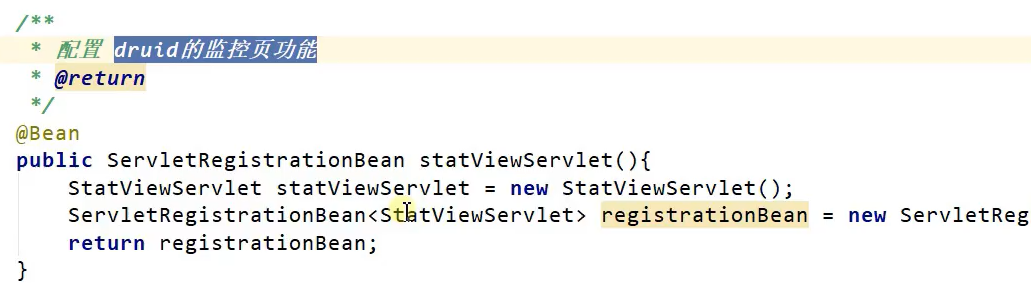 /**
 * 配置 druid的监控页功能
 * @return
 */
@Bean
public ServletRegistrationBean statViewServlet(){
    StatViewServlet statViewServlet = new StatViewServlet();
    ServletRegistrationBean<StatViewServlet> registrationBean = new ServletReg
    return registrationBean;
}